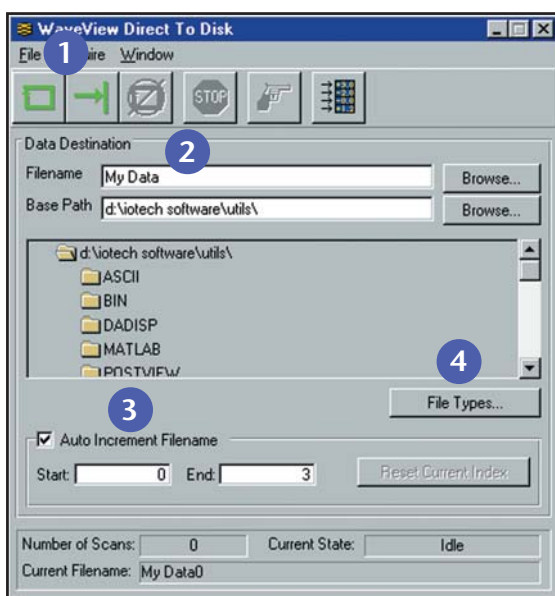 WaveView Direct To Disk
File ire Window
1
STOP
Data Destination
2
Filename My Data Browse...
Base Path d:\iotech software\utils\ Browse...
d:\iotech software\utils\
ASCII
BIN
DADISP
MATLAB
POSTVIEW
4
File Types...
3
Auto Increment Filename
Start: 0 End: 3 Reset Current Index
Number of Scans: 0 Current State: Idle
Current Filename: My Data0